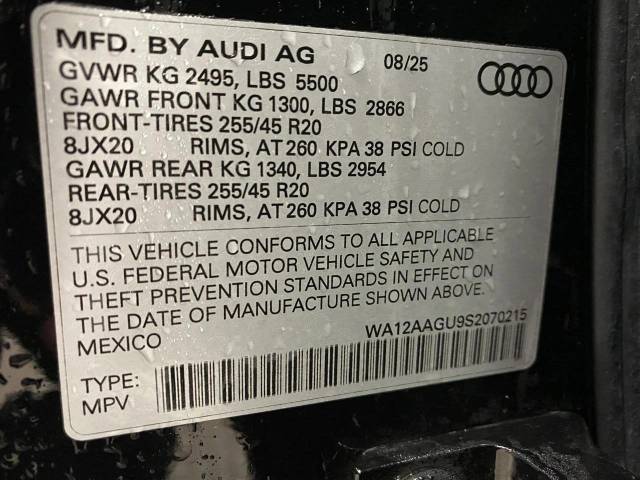 MFD. BY AUDI AG 08/25
GVWR KG 2495, LBS 5500
GAWR FRONT KG 1300, LBS 2866
FRONT-TIRES 255/45 R20
8JX20 RIMS, AT 260 KPA 38 PSI COLD
GAWR REAR KG 1340, LBS 2954
REAR-TIRES 255/45 R20
8JX20 RIMS, AT 260 KPA 38 PSI COLD
THIS VEHICLE CONFORMS TO ALL APPLICABLE
U.S. FEDERAL MOTOR VEHICLE SAFETY AND
THEFT PREVENTION STANDARDS IN EFFECT ON
THE DATE OF MANUFACTURE SHOWN ABOVE.
MEXICO WA12AAGU9S2070215
TYPE:
MPV